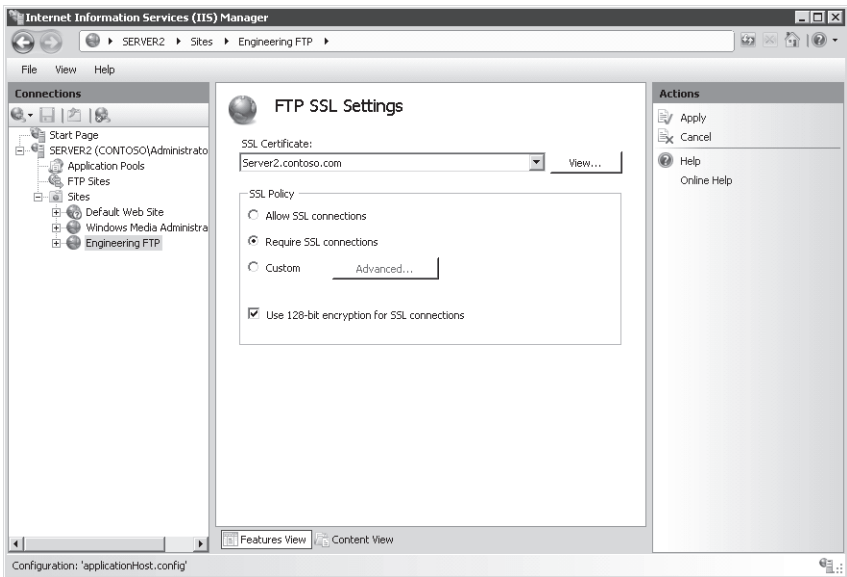 Internet Information Services (IIS) Manager
SERVER2 Sites Engineering FTP
File View Help
Connections
Start Page
SERVER2 (CONTOSO\Administrato
Application Pools
FTP Sites
Sites
Default Web Site
Windows Media Administra
Engineering FTP
FTP SSL Settings
SSL Certificate:
Server2.contoso.com
View...
SSL Policy
Allow SSL connections
Require SSL connections
Custom
Advanced...
Use 128-bit encryption for SSL connections
Features View
Content View
Actions
Apply
Cancel
Help
Online Help
Configuration: 'applicationHost.config'